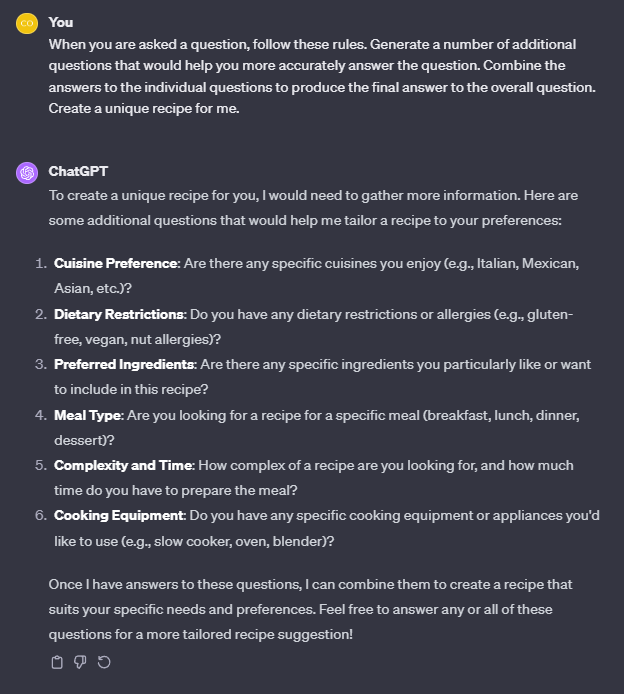 CO
You
When you are asked a question, follow these rules. Generate a number of additional
questions that would help you more accurately answer the question. Combine the
answers to the individual questions to produce the final answer to the overall question.
Create a unique recipe for me.
ChatGPT
To create a unique recipe for you, I would need to gather more information. Here are
some additional questions that would help me tailor a recipe to your preferences:
1. Cuisine Preference: Are there any specific cuisines you enjoy (e.g., Italian, Mexican,
Asian, etc.)?
2. Dietary Restrictions: Do you have any dietary restrictions or allergies (e.g., gluten-
free, vegan, nut allergies)?
3. Preferred Ingredients: Are there any specific ingredients you particularly like or want
to include in this recipe?
4. Meal Type: Are you looking for a recipe for a specific meal (breakfast, lunch, dinner,
dessert)?
5. Complexity and Time: How complex of a recipe are you looking for, and how much
time do you have to prepare the meal?
6. Cooking Equipment: Do you have any specific cooking equipment or appliances you'd
like to use (e.g., slow cooker, oven, blender)?
Once I have answers to these questions, I can combine them to create a recipe that
suits your specific needs and preferences. Feel free to answer any or all of these
questions for a more tailored recipe suggestion!